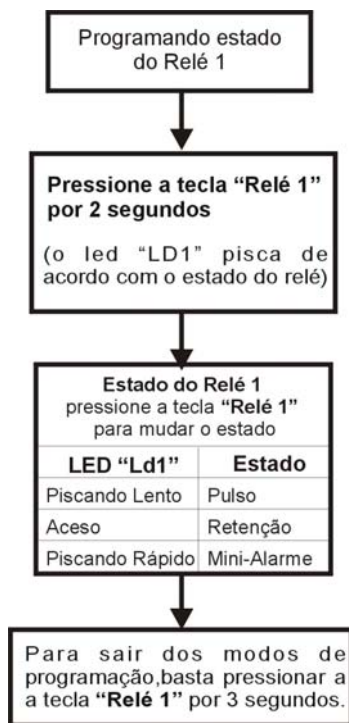 Programando estado
do Relé 1
Pressione a tecla “Relé 1”
por 2 segundos
(o led “LD1” pisca de
acordo com o estado do relé)
Estado do Relé 1
pressione a tecla “Relé 1”
para mudar o estado
LED “Ld1” Estado
Piscando Lento Pulso
Aceso Retenção
Piscando Rápido Mini-Alarme
Para sair dos modos de
programação,basta pressionar a
a tecla “Relé 1” por 3 segundos.